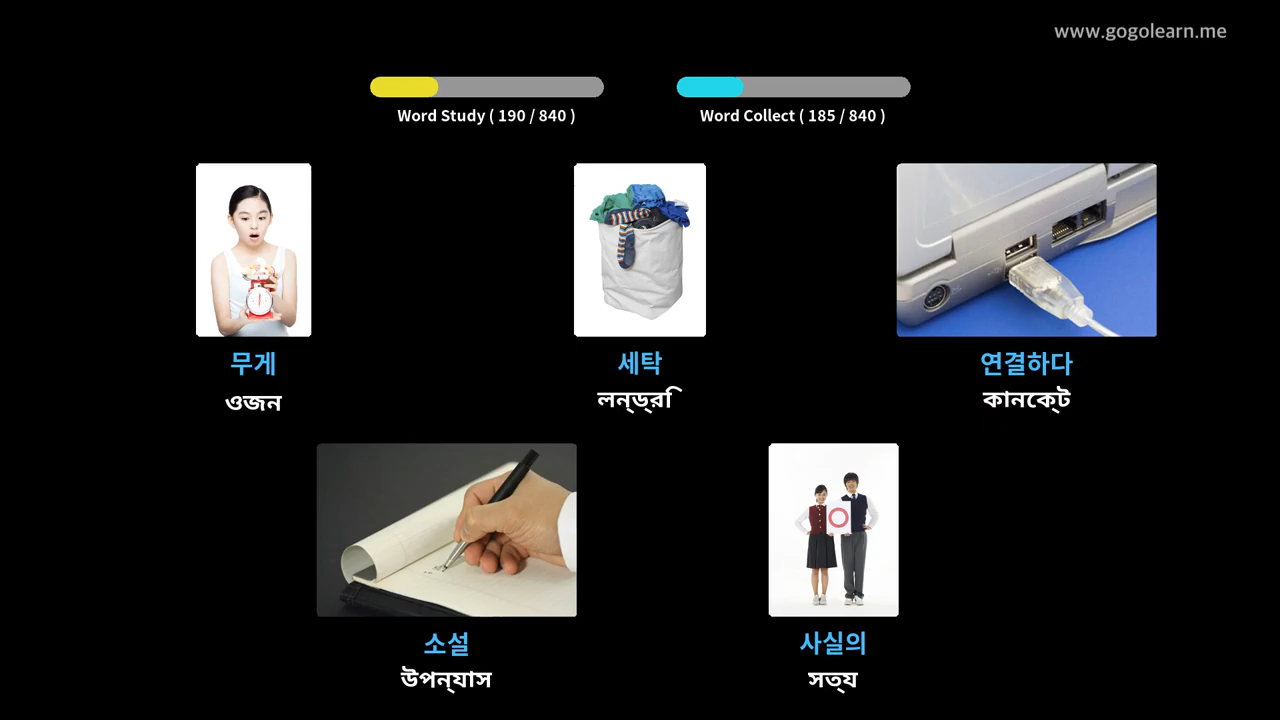 www.gogolearn.me
Word Study ( 190 / 840 )
Word Collect ( 185 / 840 )
무게
ওজন
세탁
লন্ড্রি
연결하다
কানেক্ট
소설
উপন্যাস
사실의
সত্য